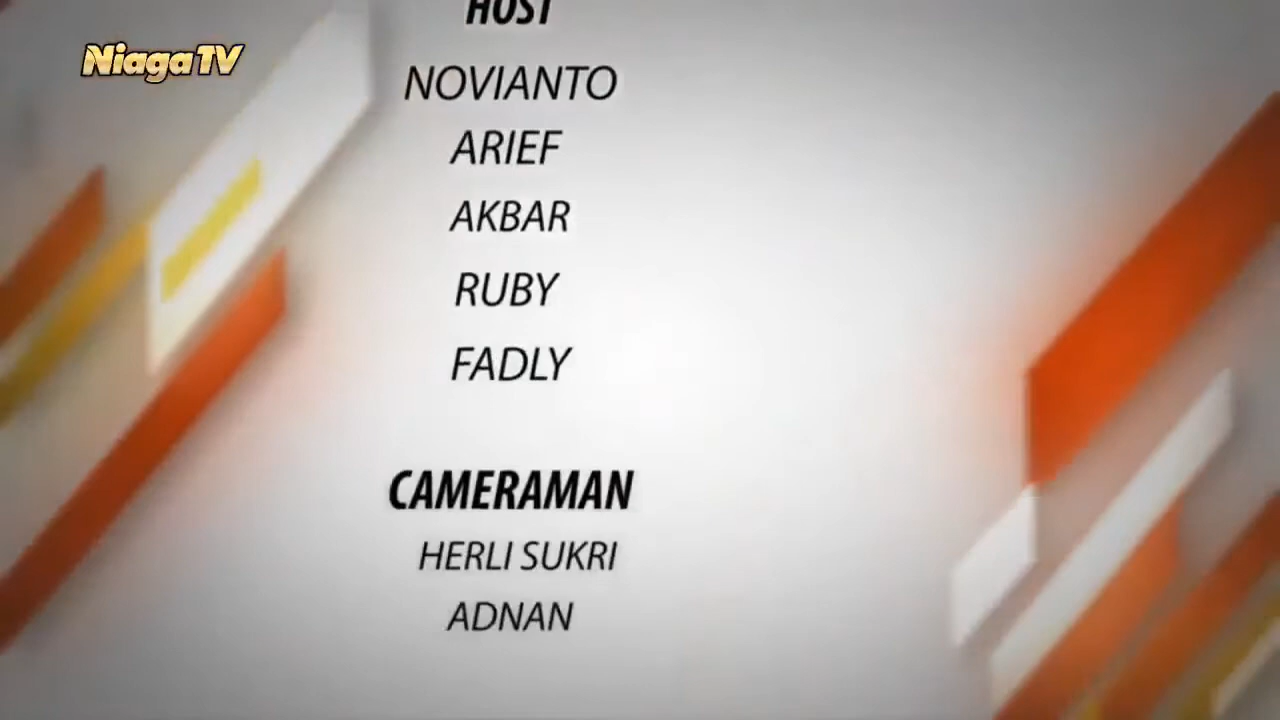 HOST
NiagaTV
NOVIANTO
ARIEF
AKBAR
RUBY
FADLY
CAMERAMAN
HERLI SUKRI
ADNAN